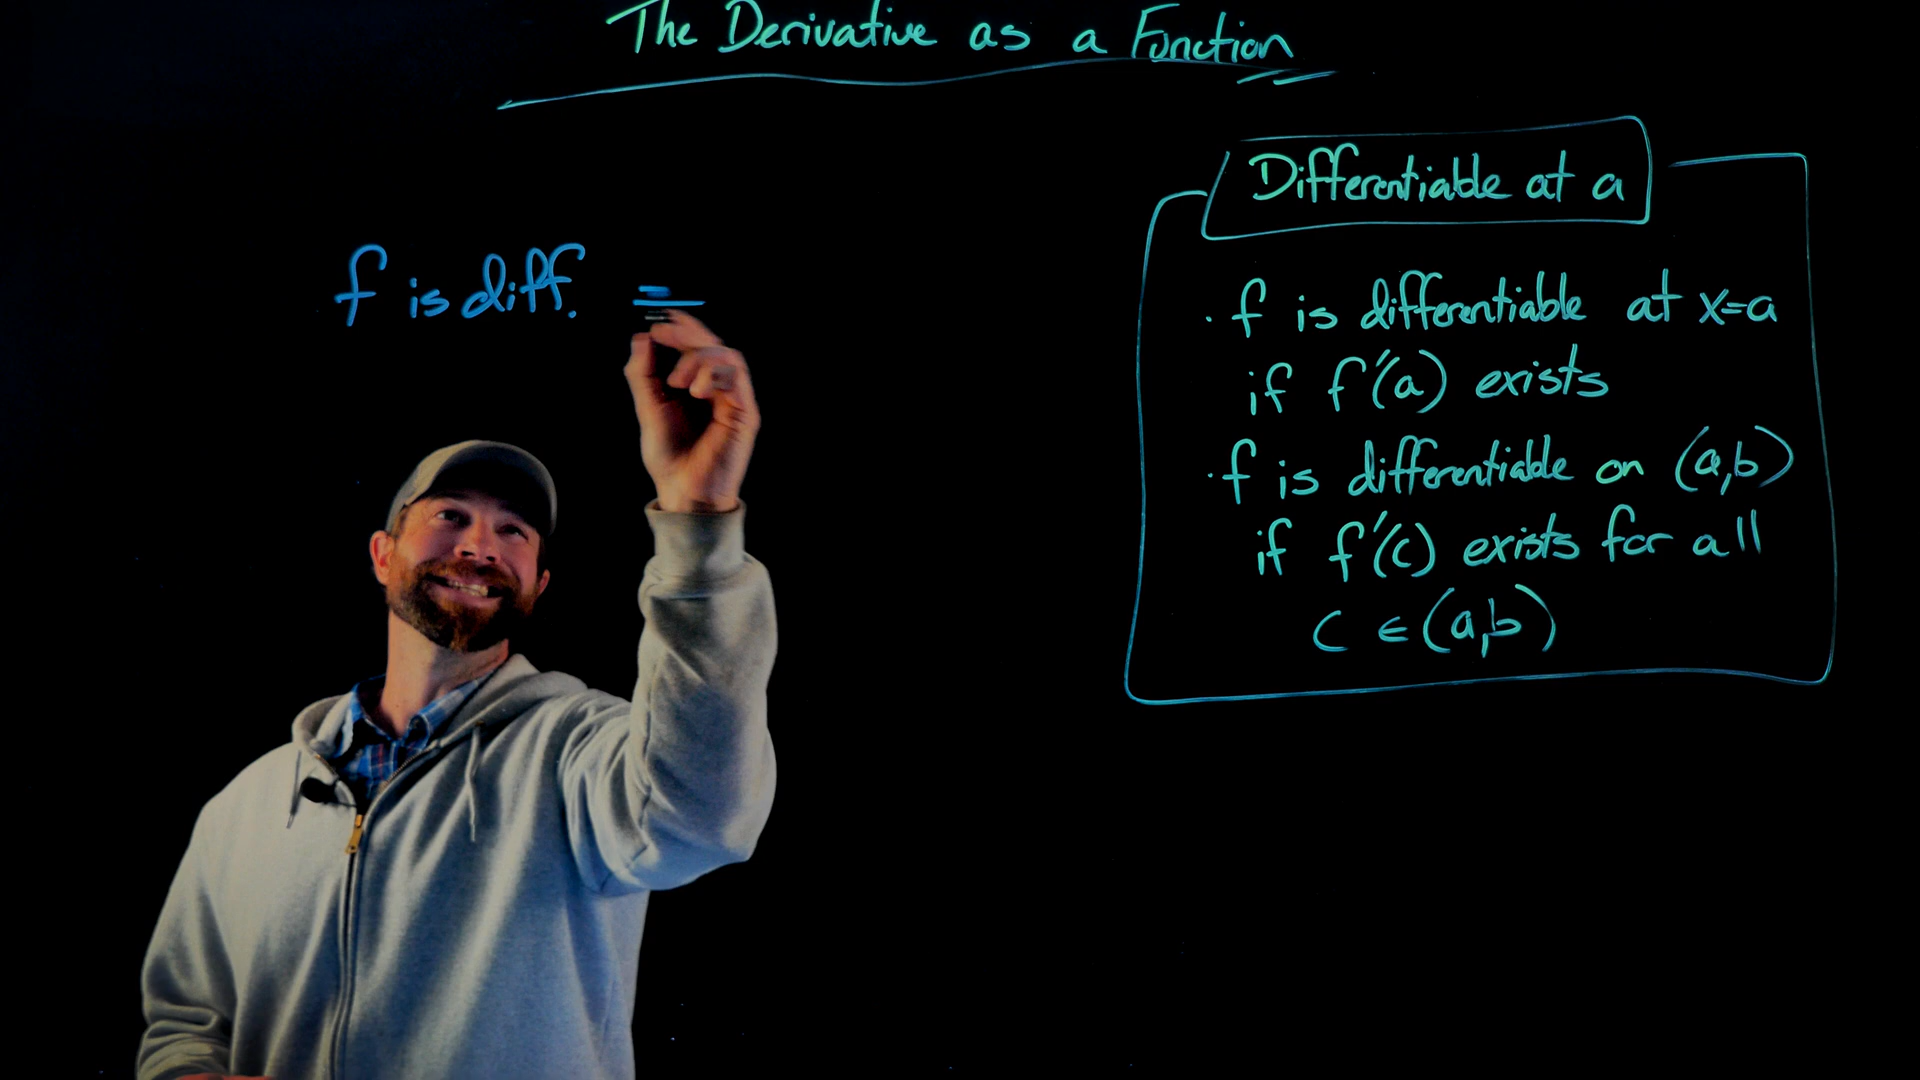 The Derivative as a Function
f is diff. =
Differentiable at a
· f is differentiable at x=a
if f'(a) exists
· f is differentiable on (a,b)
if f'(c) exists for all
c ∈ (a,b)